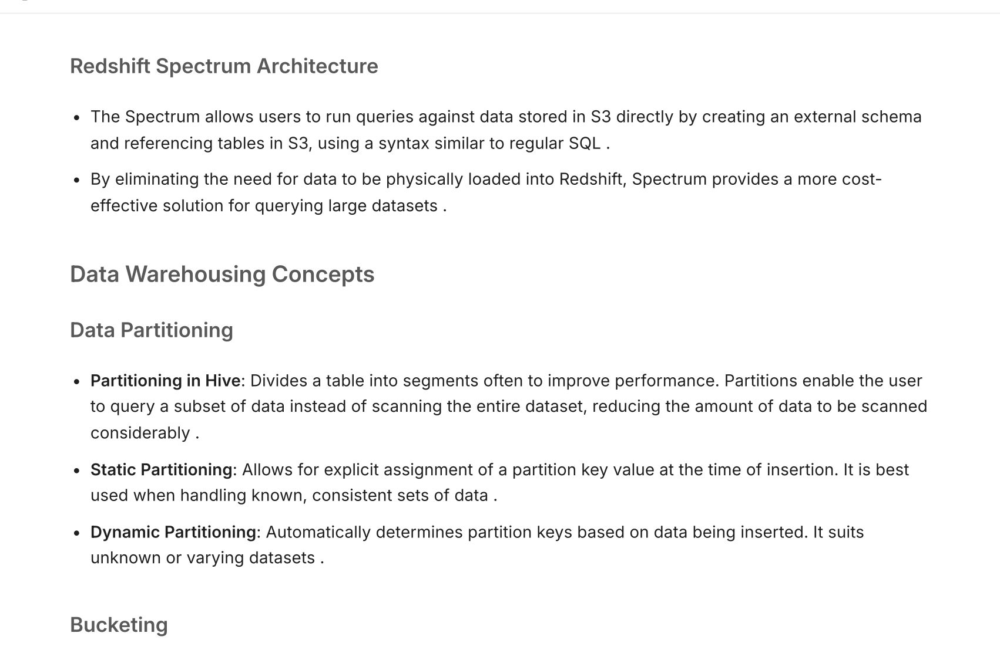 Redshift Spectrum Architecture
• The Spectrum allows users to run queries against data stored in S3 directly by creating an external schema
and referencing tables in S3, using a syntax similar to regular SQL .
• By eliminating the need for data to be physically loaded into Redshift, Spectrum provides a more cost-
effective solution for querying large datasets .
Data Warehousing Concepts
Data Partitioning
• Partitioning in Hive: Divides a table into segments often to improve performance. Partitions enable the user
to query a subset of data instead of scanning the entire dataset, reducing the amount of data to be scanned
considerably .
• Static Partitioning: Allows for explicit assignment of a partition key value at the time of insertion. It is best
used when handling known, consistent sets of data .
• Dynamic Partitioning: Automatically determines partition keys based on data being inserted. It suits
unknown or varying datasets .
Bucketing